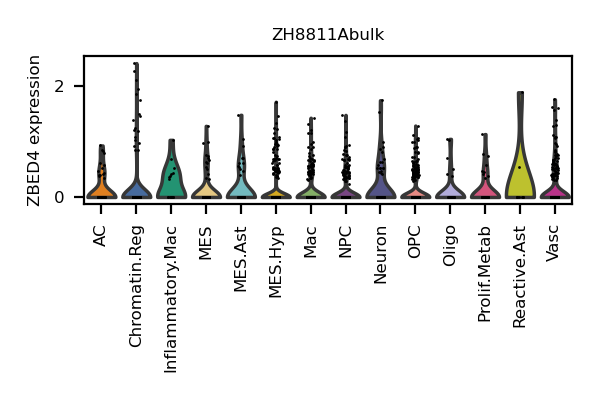 ZH8811Abulk
ZBED4 expression
2
0
AC
Chromatin.Reg
Inflammatory.Mac
MES
MES.Ast
MES.Hyp
Mac
NPC
Neuron
OPC
Oligo
Prolif.Metab
Reactive.Ast
Vasc